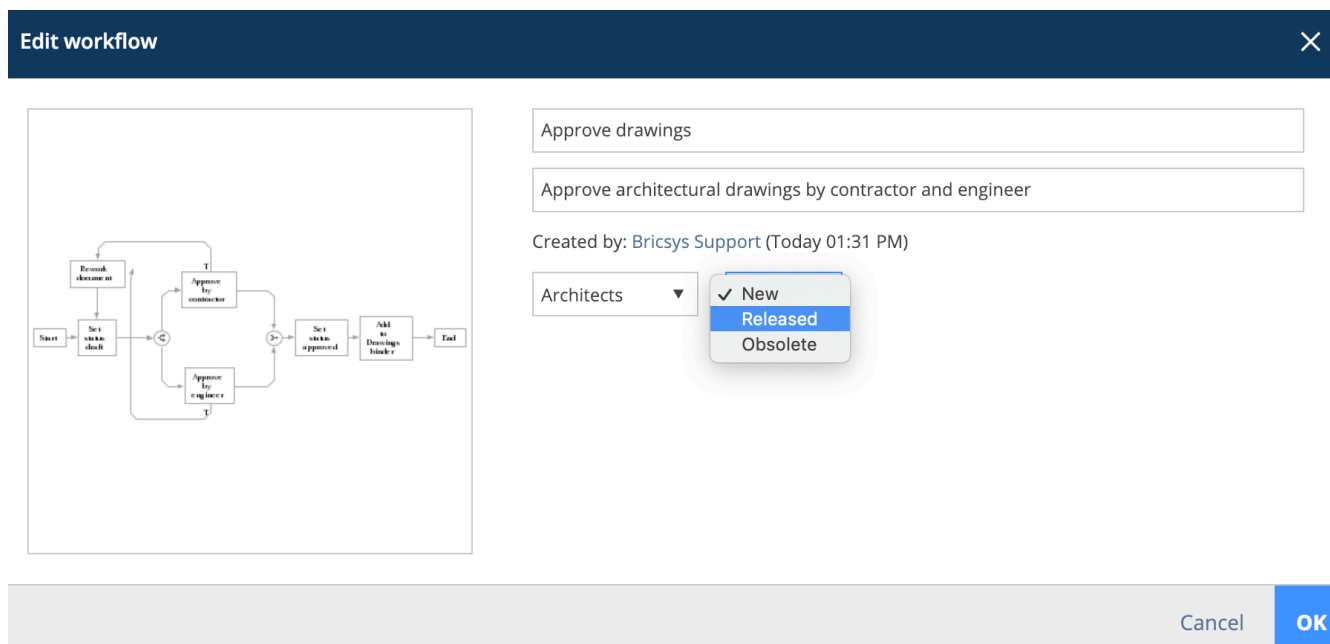 Edit workflow
Approve drawings
Approve architectural drawings by contractor and engineer
Created by: Bricsys Support (Today 01:31 PM)
Architects
New
Released
Obsolete
T
Rework
document
Approve
by
contractor
Start
Set
status
draft
Set
status
approved
Add
to
Drawings
binder
End
Approve
by
engineer
T
Cancel
OK